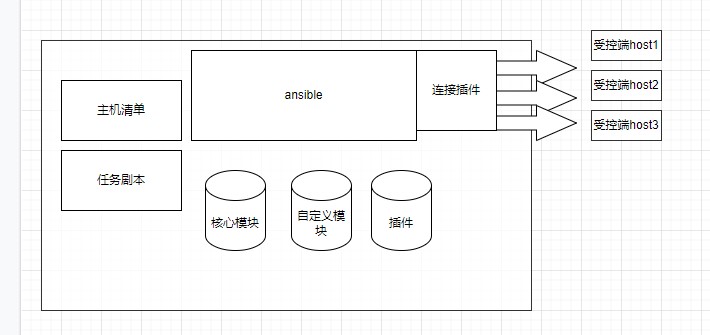 受控端host1
ansible
连接插件
受控端host2
主机清单
受控端host3
任务剧本
核心模块
自定义模
块
插件